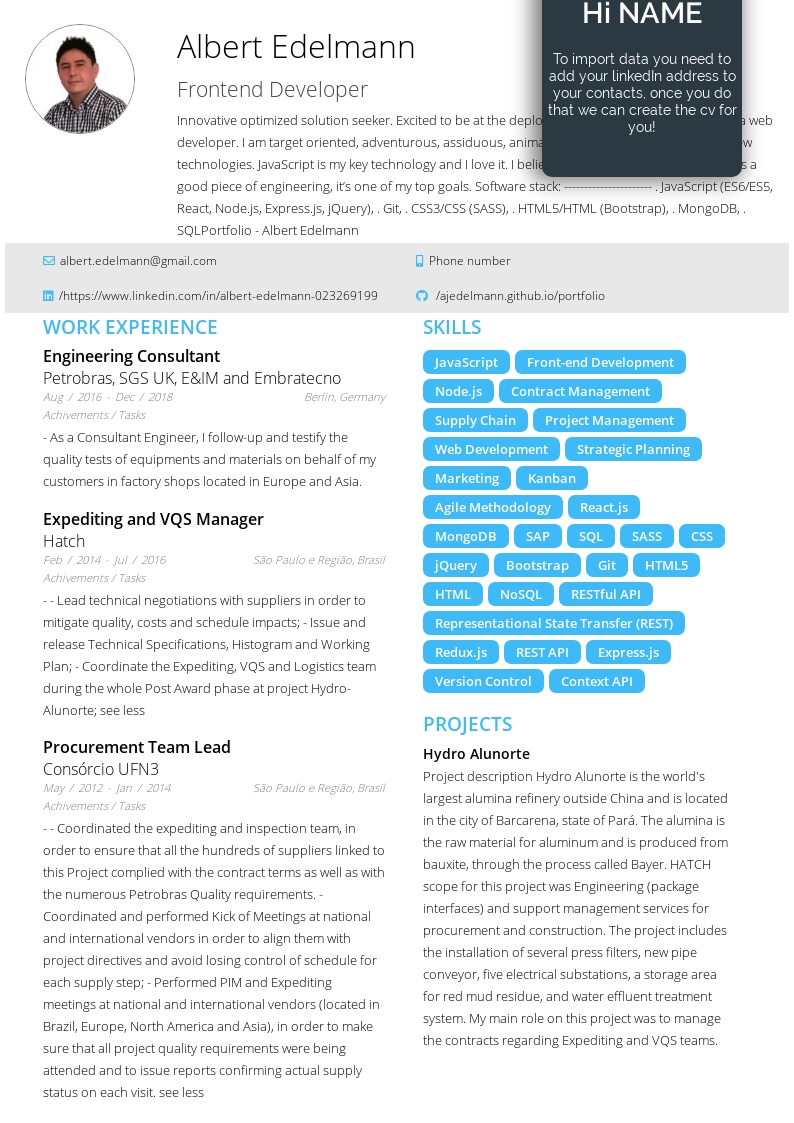 Albert Edelmann
Frontend Developer
Hi NAME
To import data you need to
add your linkedIn address to
your contacts, once you do
that we can create the cv for
you!
Innovative optimized solution seeker. Excited to be at the a web
developer. I am target oriented, adventurous, assiduous,
technologies. JavaScript is my key technology and I love it. I s a
good piece of engineering, it’s one of my top goals. Software stack: ---------------------- . JavaScript (ES6/ES5,
React, Node.js, Express.js, jQuery), . Git, . CSS3/CSS (SASS), . HTML5/HTML (Bootstrap), . MongoDB, .
SQLPortfolio - Albert Edelmann
albert.edelmann@gmail.com
Phone number
/https://www.linkedin.com/in/albert-edelmann-023269199
/ajedelmann.github.io/portfolio
WORK EXPERIENCE
Engineering Consultant
Petrobras, SGS UK, E&IM and Embratecno
Aug / 2016 - Dec / 2018 Berlin, Germany
Achivements / Tasks
- As a Consultant Engineer, I follow-up and testify the
quality tests of equipments and materials on behalf of my
customers in factory shops located in Europe and Asia.
Expediting and VQS Manager
Hatch
Feb / 2014 - Jul / 2016 São Paulo e Região, Brasil
Achivements / Tasks
- - Lead technical negotiations with suppliers in order to
mitigate quality, costs and schedule impacts; - Issue and
release Technical Specifications, Histogram and Working
Plan; - Coordinate the Expediting, VQS and Logistics team
during the whole Post Award phase at project Hydro-
Alunorte; see less
Procurement Team Lead
Consórcio UFN3
May / 2012 - Jan / 2014 São Paulo e Região, Brasil
Achivements / Tasks
- - Coordinated the expediting and inspection team, in
order to ensure that all the hundreds of suppliers linked to
this Project complied with the contract terms as well as with
the numerous Petrobras Quality requirements. -
Coordinated and performed Kick of Meetings at national
and international vendors in order to align them with
project directives and avoid losing control of schedule for
each supply step; - Performed PIM and Expediting
meetings at national and international vendors (located in
Brazil, Europe, North America and Asia), in order to make
sure that all project quality requirements were being
attended and to issue reports confirming actual supply
status on each visit. see less
SKILLS
JavaScript Front-end Development
Node.js Contract Management
Supply Chain Project Management
Web Development Strategic Planning
Marketing Kanban
Agile Methodology React.js
MongoDB SAP SQL SASS CSS
jQuery Bootstrap Git HTML5
HTML NoSQL RESTful API
Representational State Transfer (REST)
Redux.js REST API Express.js
Version Control Context API
PROJECTS
Hydro Alunorte
Project description Hydro Alunorte is the world's
largest alumina refinery outside China and is located
in the city of Barcarena, state of Pará. The alumina is
the raw material for aluminum and is produced from
bauxite, through the process called Bayer. HATCH
scope for this project was Engineering (package
interfaces) and support management services for
procurement and construction. The project includes
the installation of several press filters, new pipe
conveyor, five electrical substations, a storage area
for red mud residue, and water effluent treatment
system. My main role on this project was to manage
the contracts regarding Expediting and VQS teams.